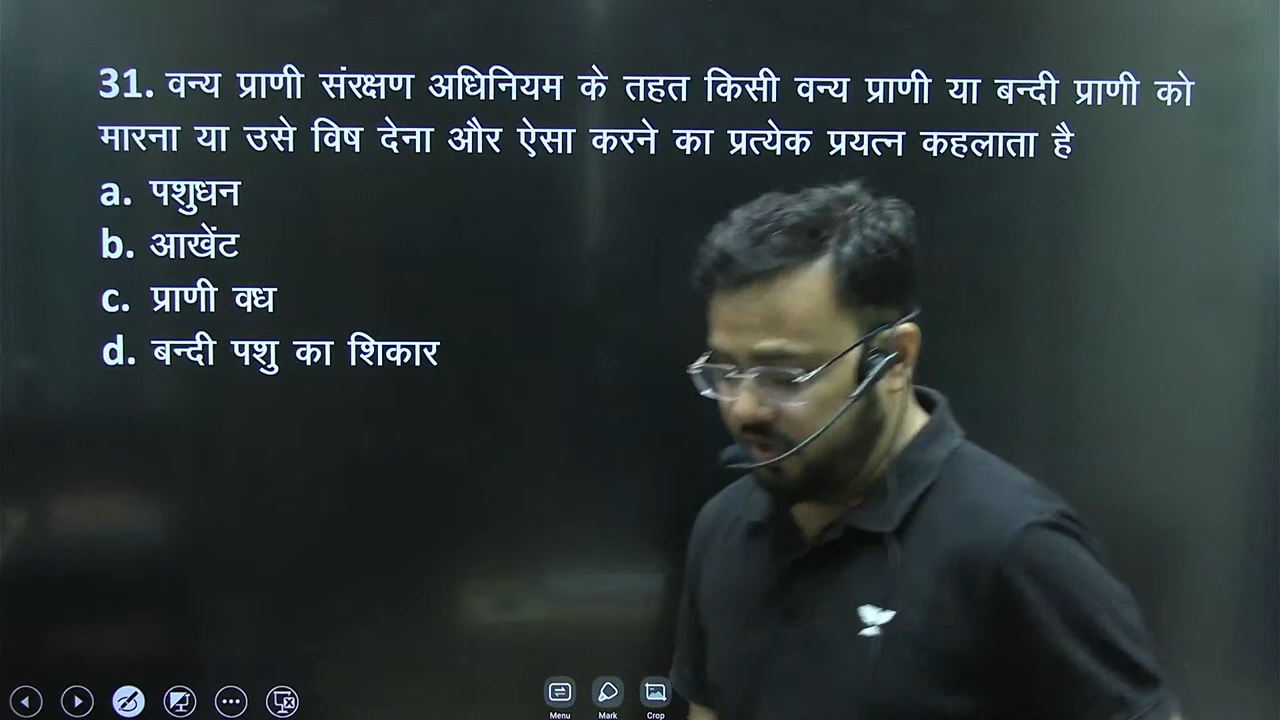 31. वन्य प्राणी संरक्षण अधिनियम के तहत किसी वन्य प्राणी या बन्दी प्राणी को
मारना या उसे विष देना और ऐसा करने का प्रत्येक प्रयत्न कहलाता है
a. पशुधन
b. आखेंट
c. प्राणी वध
d. बन्दी पशु का शिकार
Menu Mark Crop